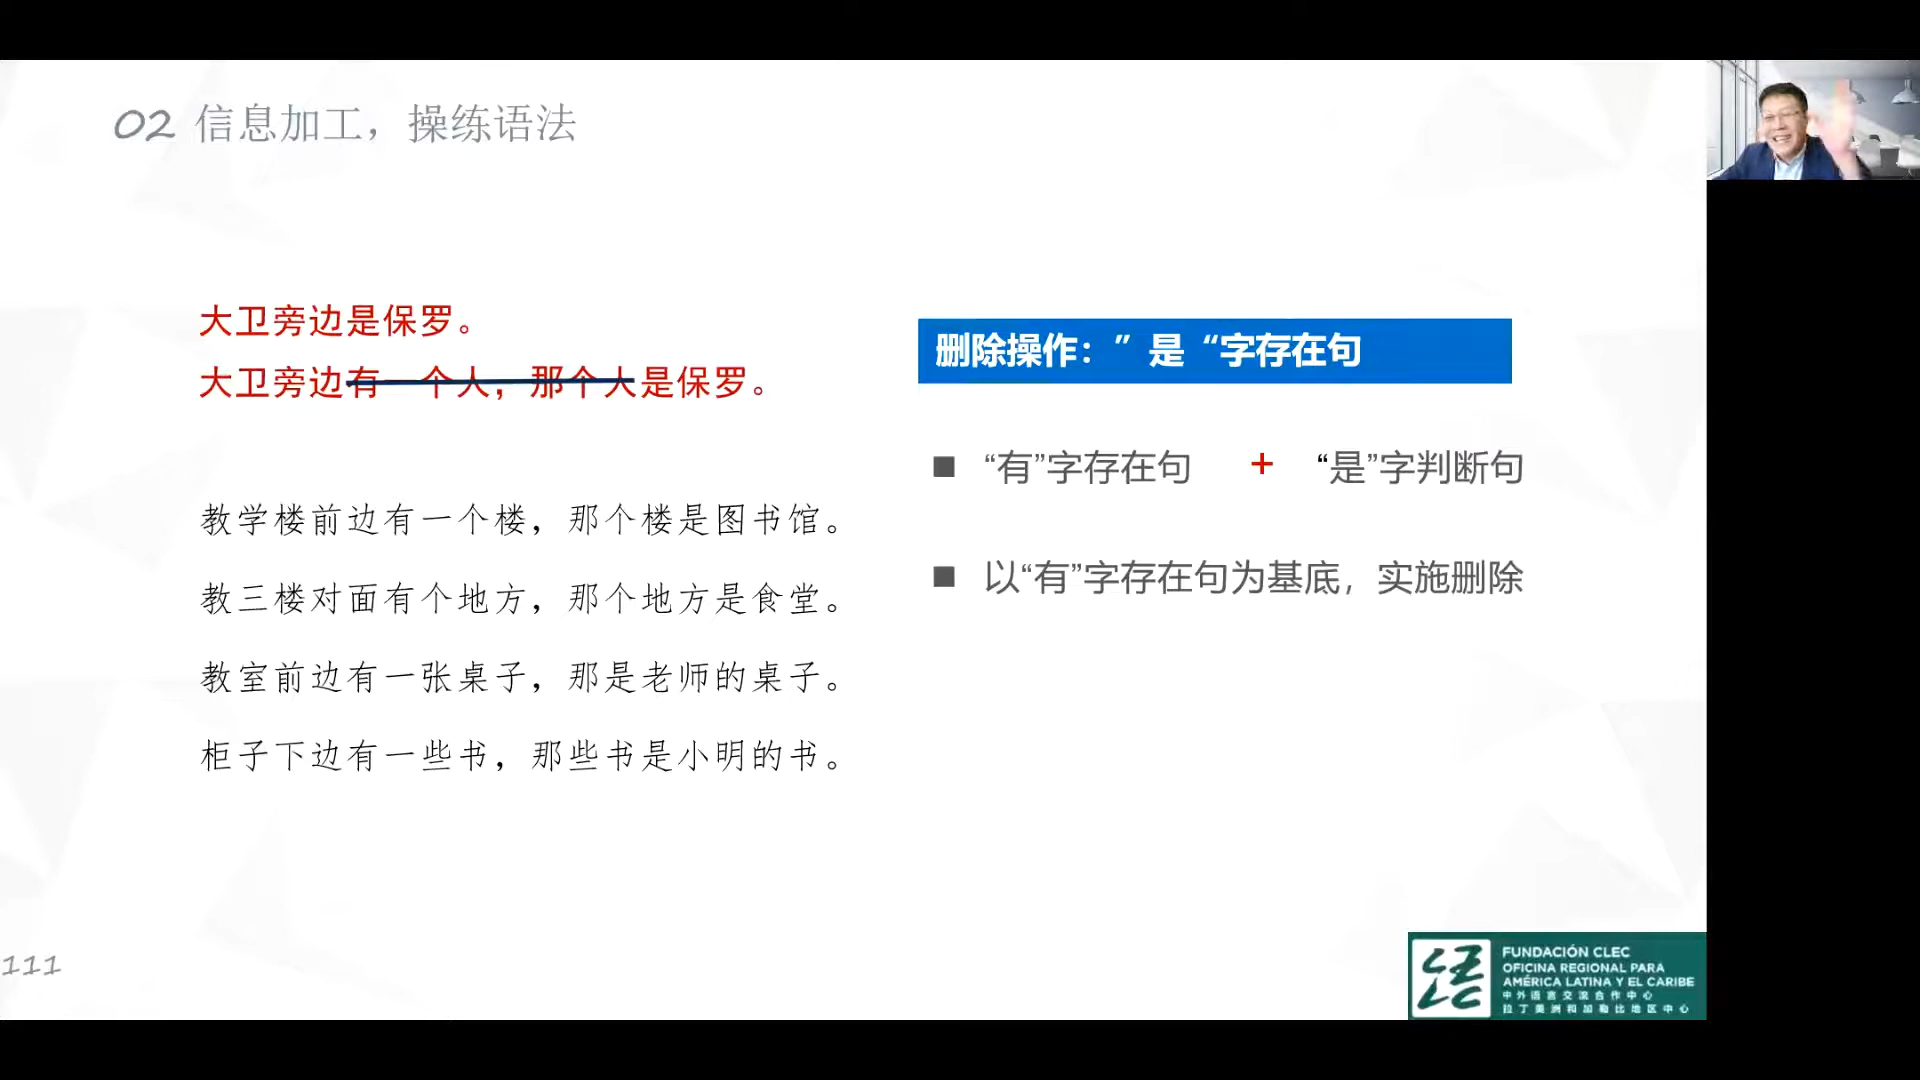 02 信息加工，操练语法
大卫旁边是保罗。
大卫旁边有一个人，那个人是保罗。
教学楼前边有一个楼，那个楼是图书馆。
教三楼对面有个地方，那个地方是食堂。
教室前边有一张桌子，那是老师的桌子。
柜子下边有一些书，那些书是小明的书。
删除操作：”是“字存在句
■ “有”字存在句 + “是”字判断句
■ 以“有”字存在句为基底，实施删除
111
FUNDACIÓN CLEC
OFICINA REGIONAL PARA
AMÉRICA LATINA Y EL CARIBE
中外语言交流合作中心
拉丁美洲和加勒比地区中心